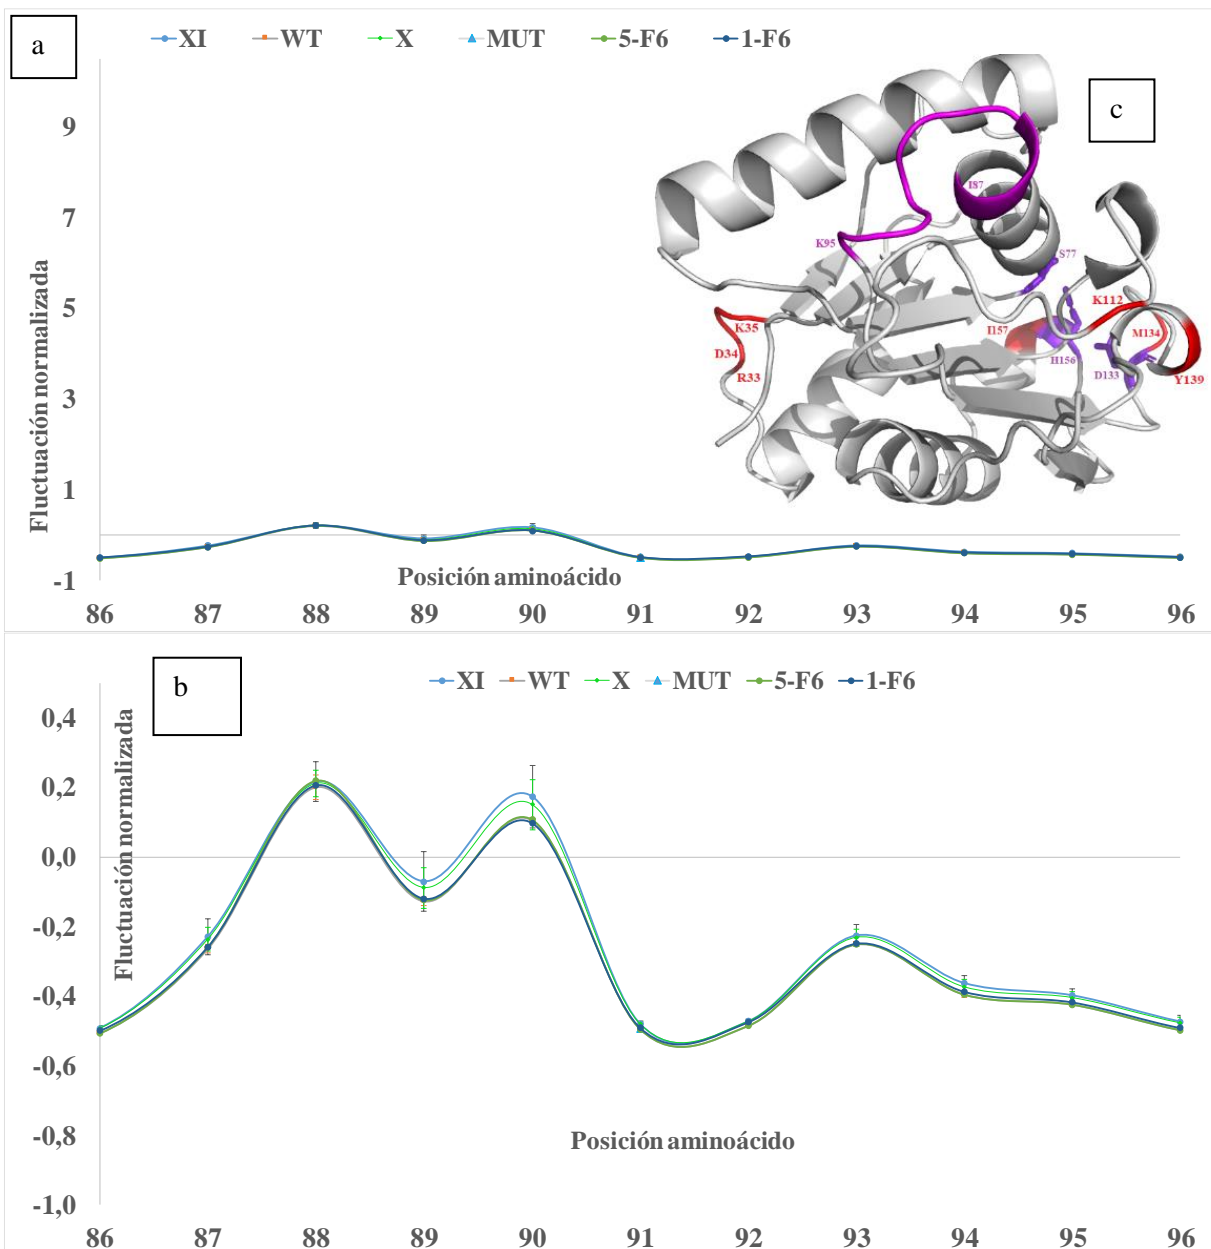 a
XI WT X MUT 5-F6 1-F6
c
9
7
5
3
1
-1
Fluctuación normalizada
Posición aminoácido
86 87 88 89 90 91 92 93 94 95 96
I87
K95
S77
K112
K35
I157
M134
D34
H156
D133
R33
Y139
b
XI WT X MUT 5-F6 1-F6
0,4
0,2
0,0
-0,2
-0,4
-0,6
-0,8
-1,0
Fluctuación normalizada
Posición aminoácido
86 87 88 89 90 91 92 93 94 95 96